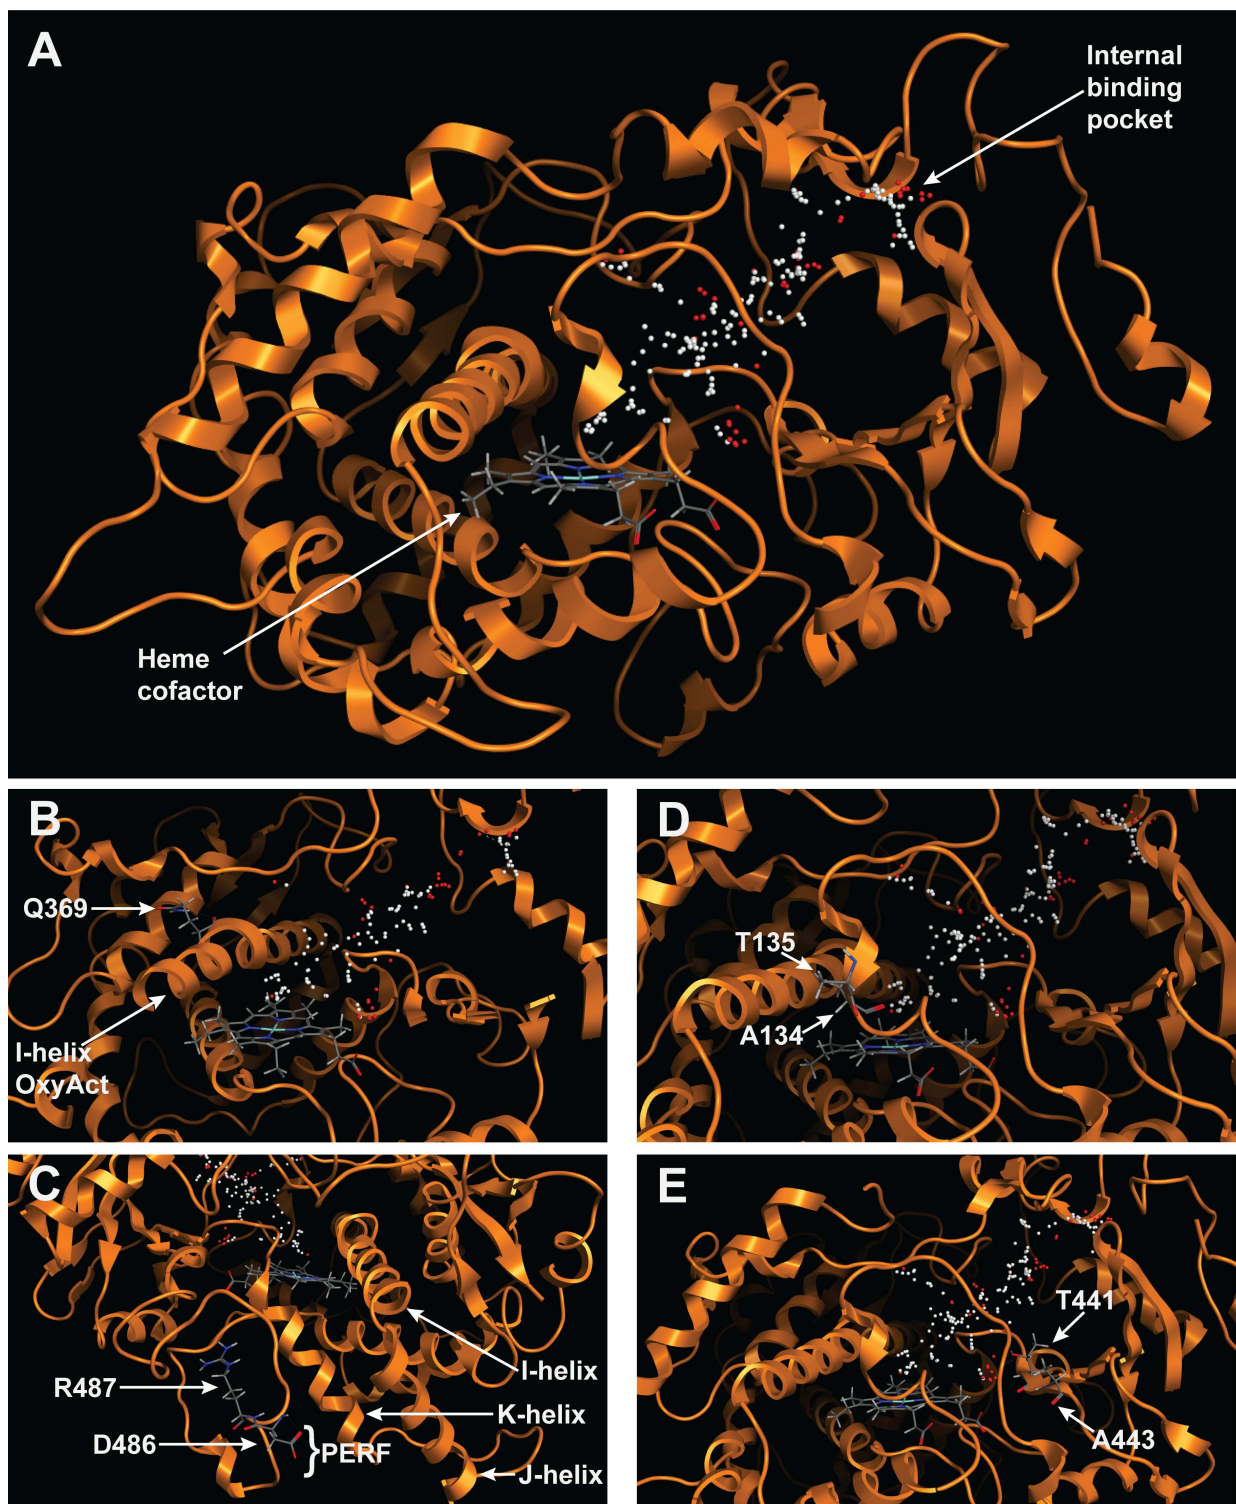 A
Internal
binding
pocket
Heme
cofactor
B
Q369
I-helix
OxyAct
D
T135
A134
C
R487
D486
PERF
I-helix
K-helix
J-helix
E
T441
A443